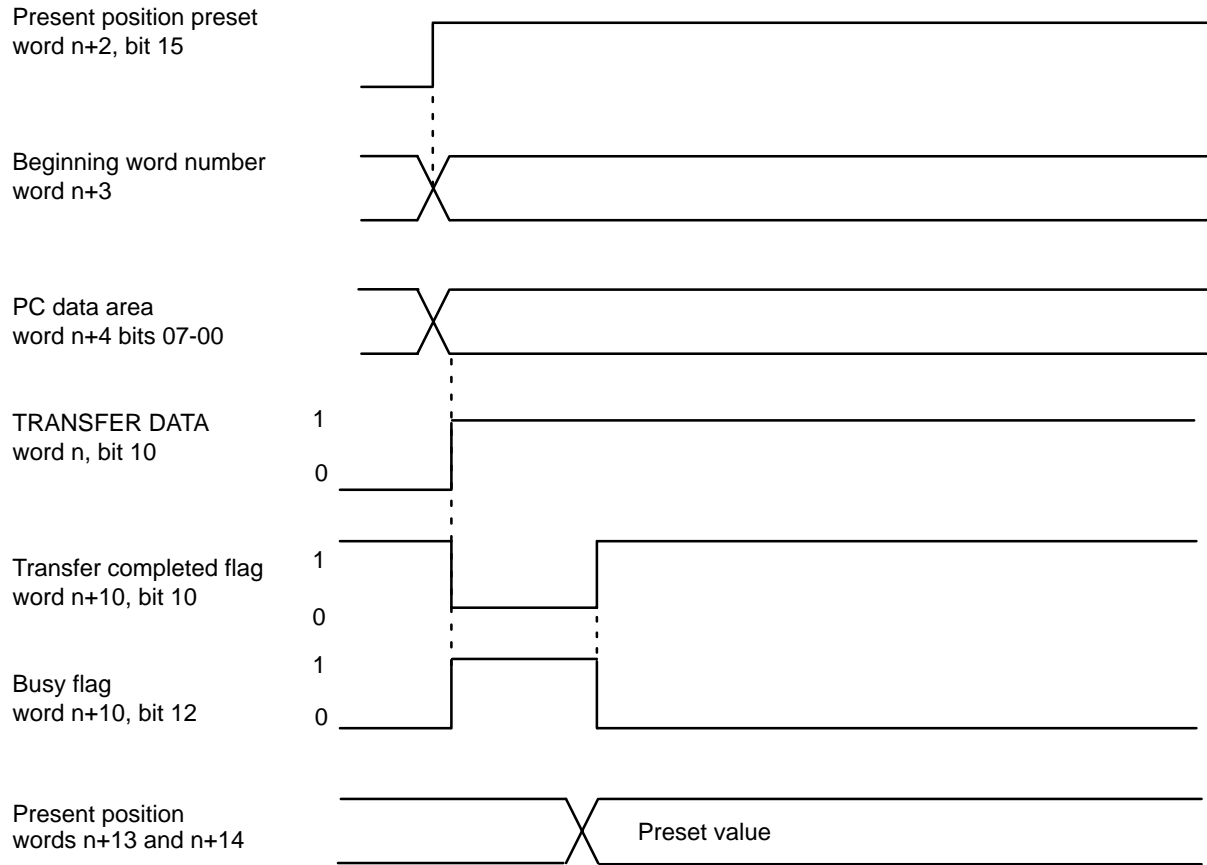 Present position preset
word n+2, bit 15
Beginning word number
word n+3
PC data area
word n+4 bits 07-00
TRANSFER DATA
word n, bit 10
1
0
Transfer completed flag
word n+10, bit 10
1
0
Busy flag
word n+10, bit 12
1
0
Present position
words n+13 and n+14
Preset value